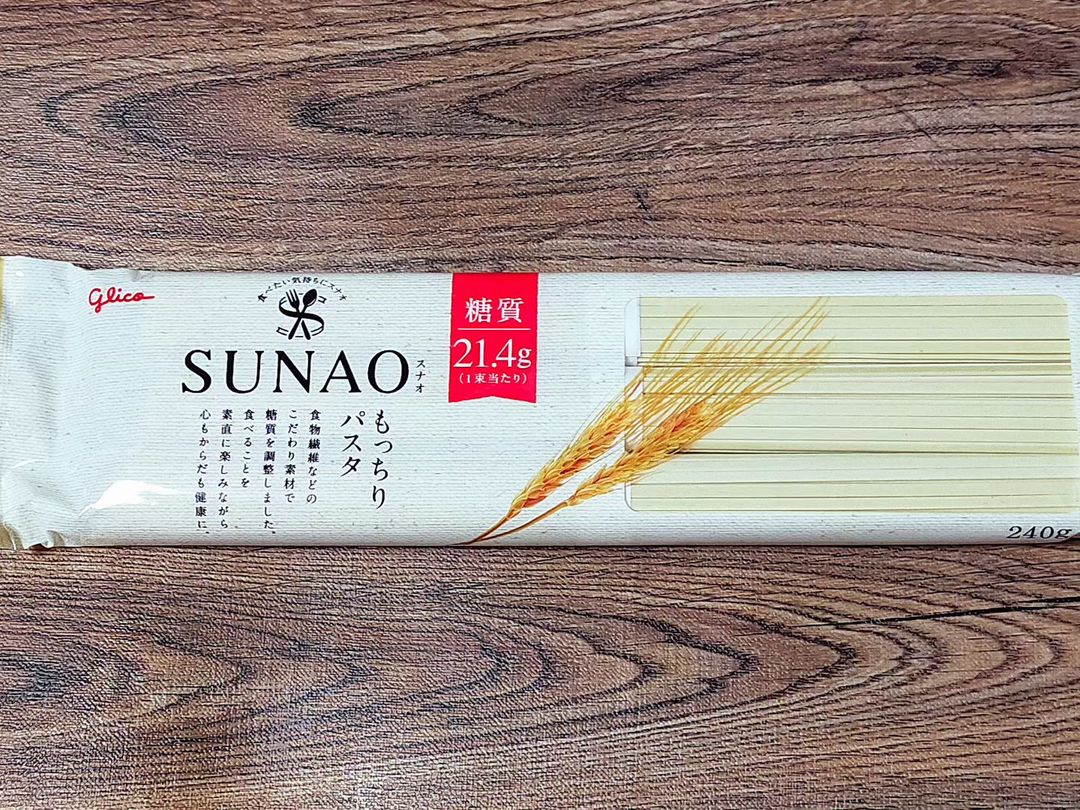 Glico
食べたい気持ちにスナオ
SUNAO
スナオ
もっちり
パスタ
食物繊維などの
こだわり素材で
糖質を調整しました。
食べることを
素直に楽しみながら
心もからだも健康に。
糖質
21.4g
(1束当たり)
240g